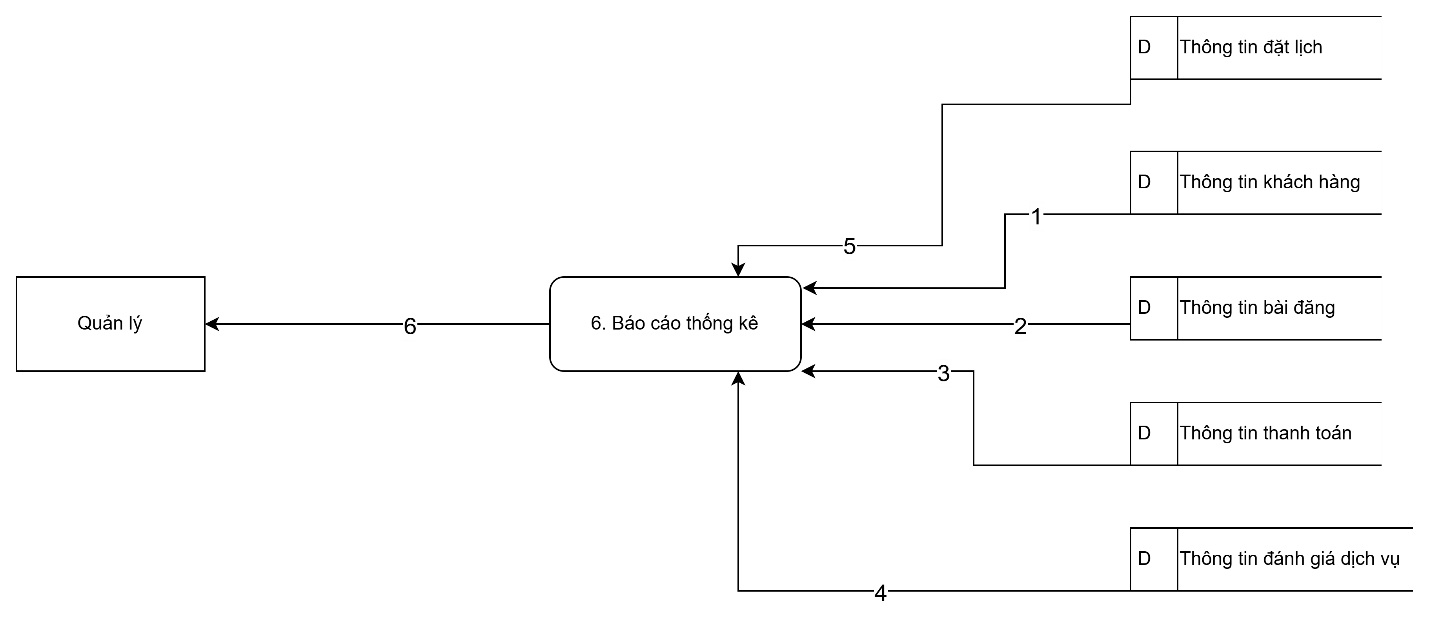 D Thông tin đặt lịch
D Thông tin khách hàng
1
5
D Thông tin bài đăng
Quản lý
6
6. Báo cáo thống kê
2
3
D Thông tin thanh toán
D Thông tin đánh giá dịch vụ
4